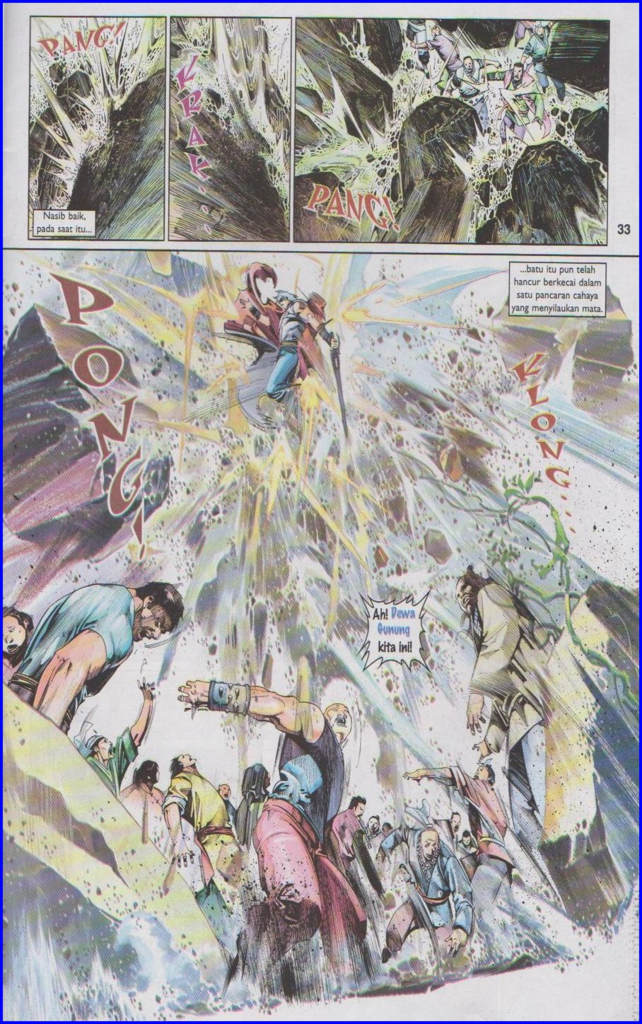 PANG!
KRAK...
PANG!
Nasib baik,
pada saat itu...
33
...batu itu pun telah
hancur berkecai dalam
satu pancaran cahaya
yang menyilaukan mata.
PONG!
KLONG...
Ah! Dewa
Gunung
kita ini!